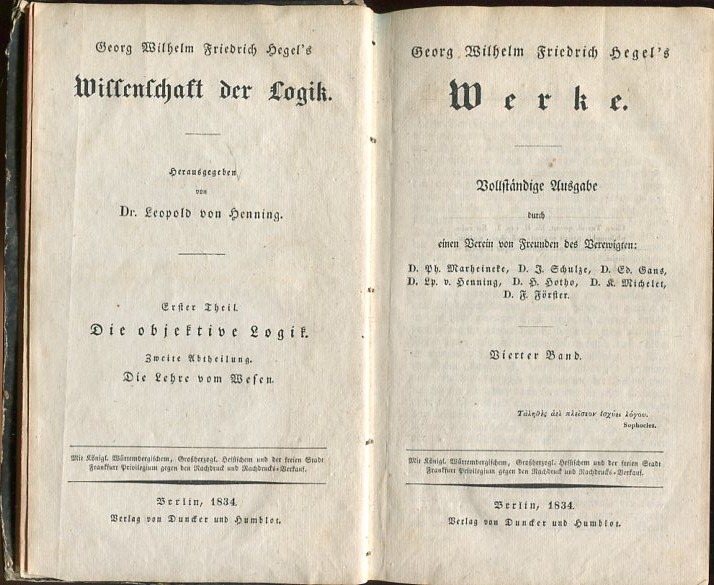 Georg Wilhelm Friedrich Hegel's
Wissenschaft der Logik.
Herausgegeben
von
Dr. Leopold von Henning.
Erster Theil.
Die objektive Logik.
Zweite Abtheilung.
Die Lehre vom Wesen.
Mit Königl. Württembergischem, Großherzogl. Hessischem und der freien Stadt
Frankfurt Privilegium gegen den Nachdruck und Nachdrucks-Verkauf.
Berlin, 1834.
Verlag von Duncker und Humblot.
Georg Wilhelm Friedrich Hegel's
Werke.
Vollständige Ausgabe
durch
einen Verein von Freunden des Verewigten:
D. Ph. Marheineke, D. J. Schulze, D. Ed. Gans,
D. Lp. v. Henning, D. H. Hotho, D. K. Michelet,
D. F. Förster.
Vierter Band.
Τἀληθὲς ἀεὶ πλεῖστον ἰσχύει λόγου.
Sophocles.
Mit Königl. Württembergischem, Großherzogl. Hessischem und der freien Stadt
Frankfurt Privilegium gegen den Nachdruck und Nachdrucks-Verkauf.
Berlin, 1834.
Verlag von Duncker und Humblot.